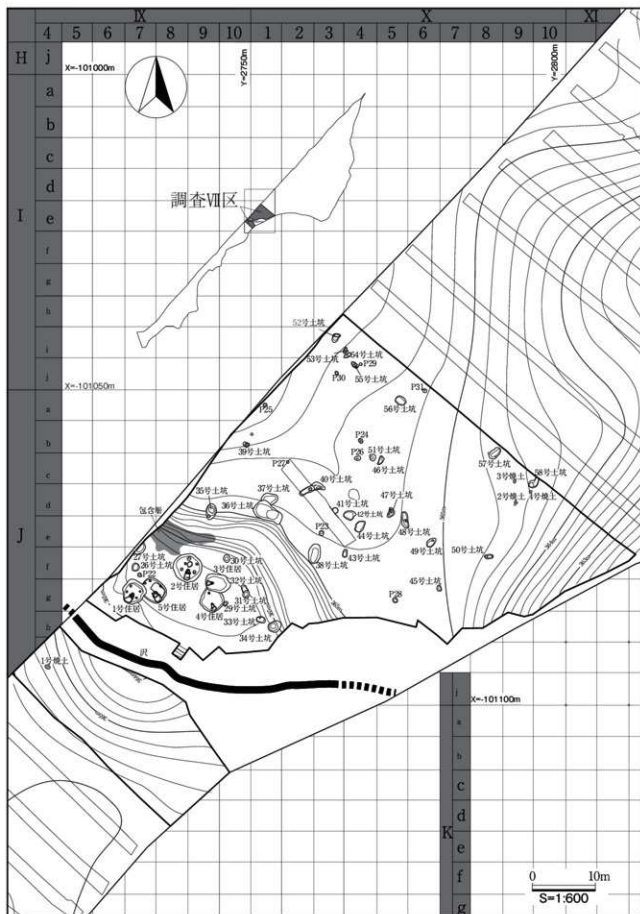 Ⅸ Ⅹ Ⅺ
4 5 6 7 8 9 10 1 2 3 4 5 6 7 8 9 10
H j
I a b c d e f g h i j
J a b c d e f g h
X=-101000m
Y=2750m
Y=2800m
調査Ⅶ区
52号土坑
53号土坑
64号土坑
P29
P30
55号土坑
X=-101050m
P31
P25
56号土坑
P24
39号土坑
P26
51号土坑
P27
46号土坑
57号土坑
3号焼土
58号土坑
2号焼土
4号焼土
40号土坑
37号土坑
35号土坑
36号土坑
41号土坑
47号土坑
42号土坑
48号土坑
包含層
P23
44号土坑
49号土坑
27号土坑
26号土坑
P22
30号土坑
38号土坑
43号土坑
50号土坑
3号住居
2号住居
32号土坑
31号土坑
45号土坑
1号住居
5号住居
29号土坑
4号住居
33号土坑
P28
34号土坑
沢
1号焼土
X=-101100m
K
i a b c d e f g
0 10m
S=1:600